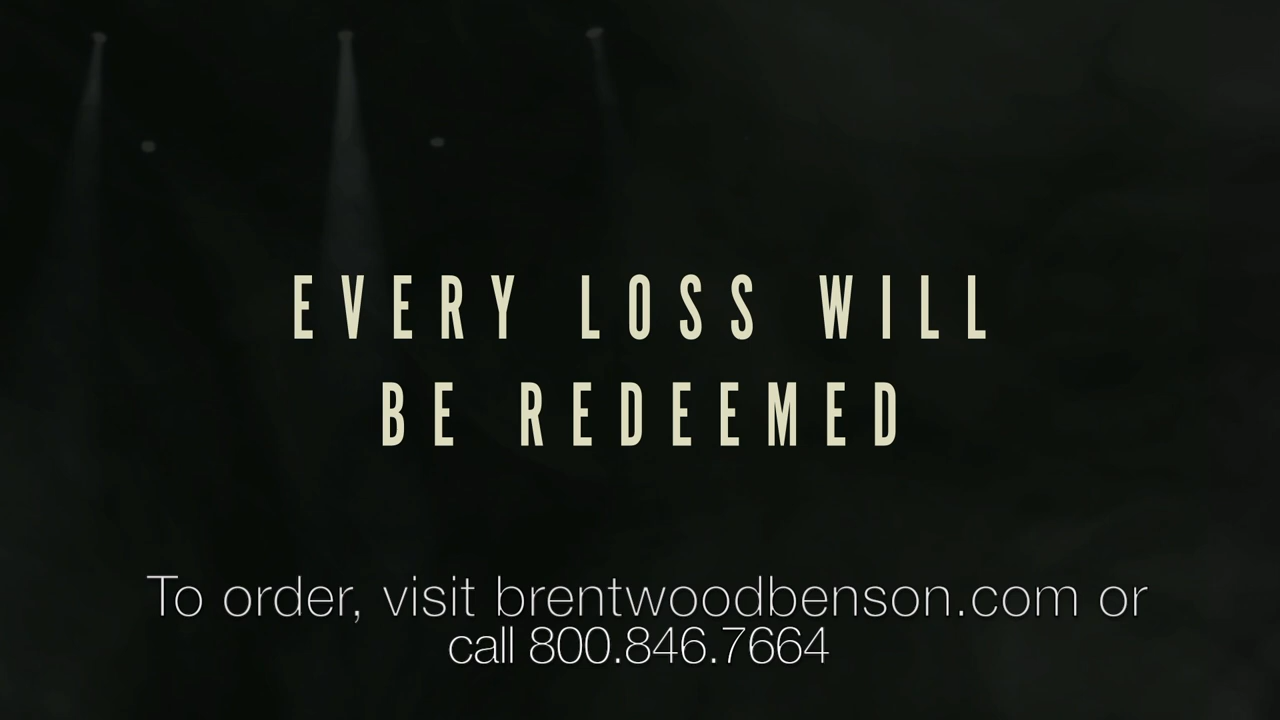 EVERY LOSS WILL
BE REDEEMED
To order, visit brentwoodbenson.com or
call 800.846.7664